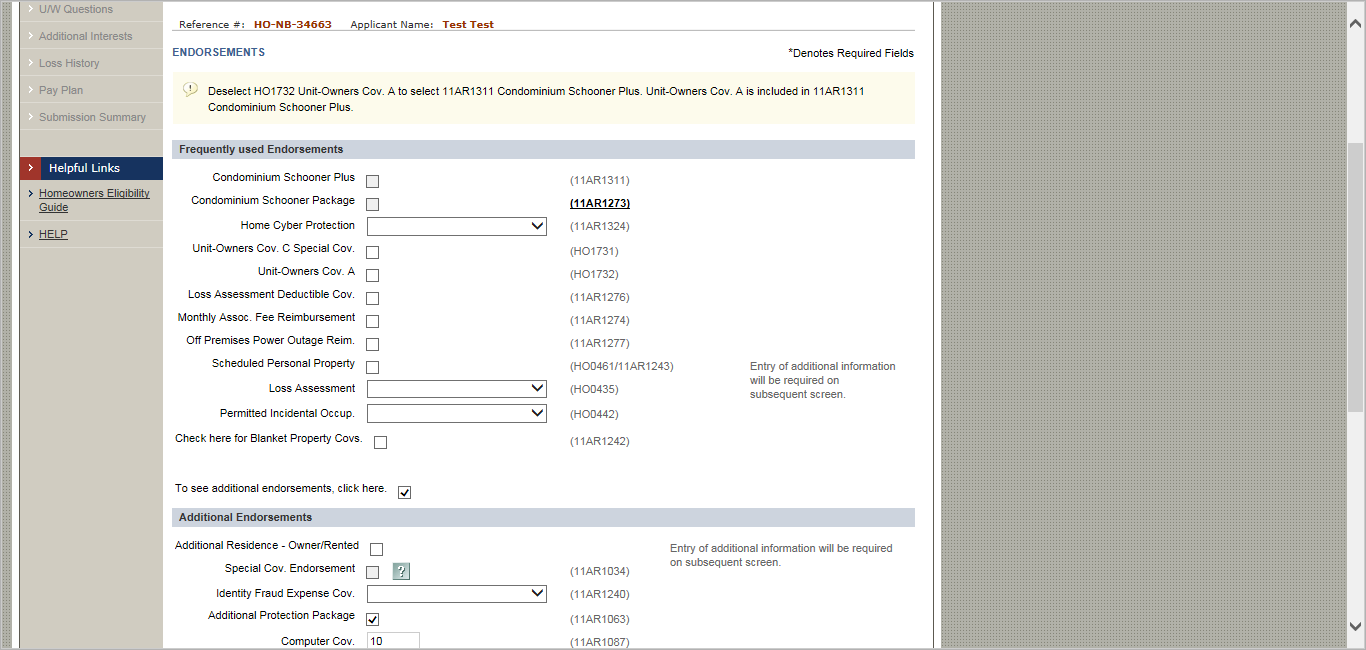 U/W Questions
Additional Interests
Loss History
Pay Plan
Submission Summary
Helpful Links
Homeowners Eligibility
Guide
HELP
Reference #: HO-NB-34663 Applicant Name: Test Test
ENDORSEMENTS
*Denotes Required Fields
Deselect HO1732 Unit-Owners Cov. A to select 11AR1311 Condominium Schooner Plus. Unit-Owners Cov. A is included in 11AR1311
Condominium Schooner Plus.
Frequently used Endorsements
Condominium Schooner Plus (11AR1311)
Condominium Schooner Package (11AR1273)
Home Cyber Protection (11AR1324)
Unit-Owners Cov. C Special Cov. (HO1731)
Unit-Owners Cov. A (HO1732)
Loss Assessment Deductible Cov. (11AR1276)
Monthly Assoc. Fee Reimbursement (11AR1274)
Off Premises Power Outage Reim. (11AR1277)
Scheduled Personal Property (HO0461/11AR1243) Entry of additional information
will be required on
subsequent screen.
Loss Assessment (HO0435)
Permitted Incidental Occup. (HO0442)
Check here for Blanket Property Covs. (11AR1242)
To see additional endorsements, click here.
Additional Endorsements
Additional Residence - Owner/Rented Entry of additional information will be required
on subsequent screen.
Special Cov. Endorsement ? (11AR1034)
Identity Fraud Expense Cov. (11AR1240)
Additional Protection Package (11AR1063)
Computer Cov. 10 (11AR1087)